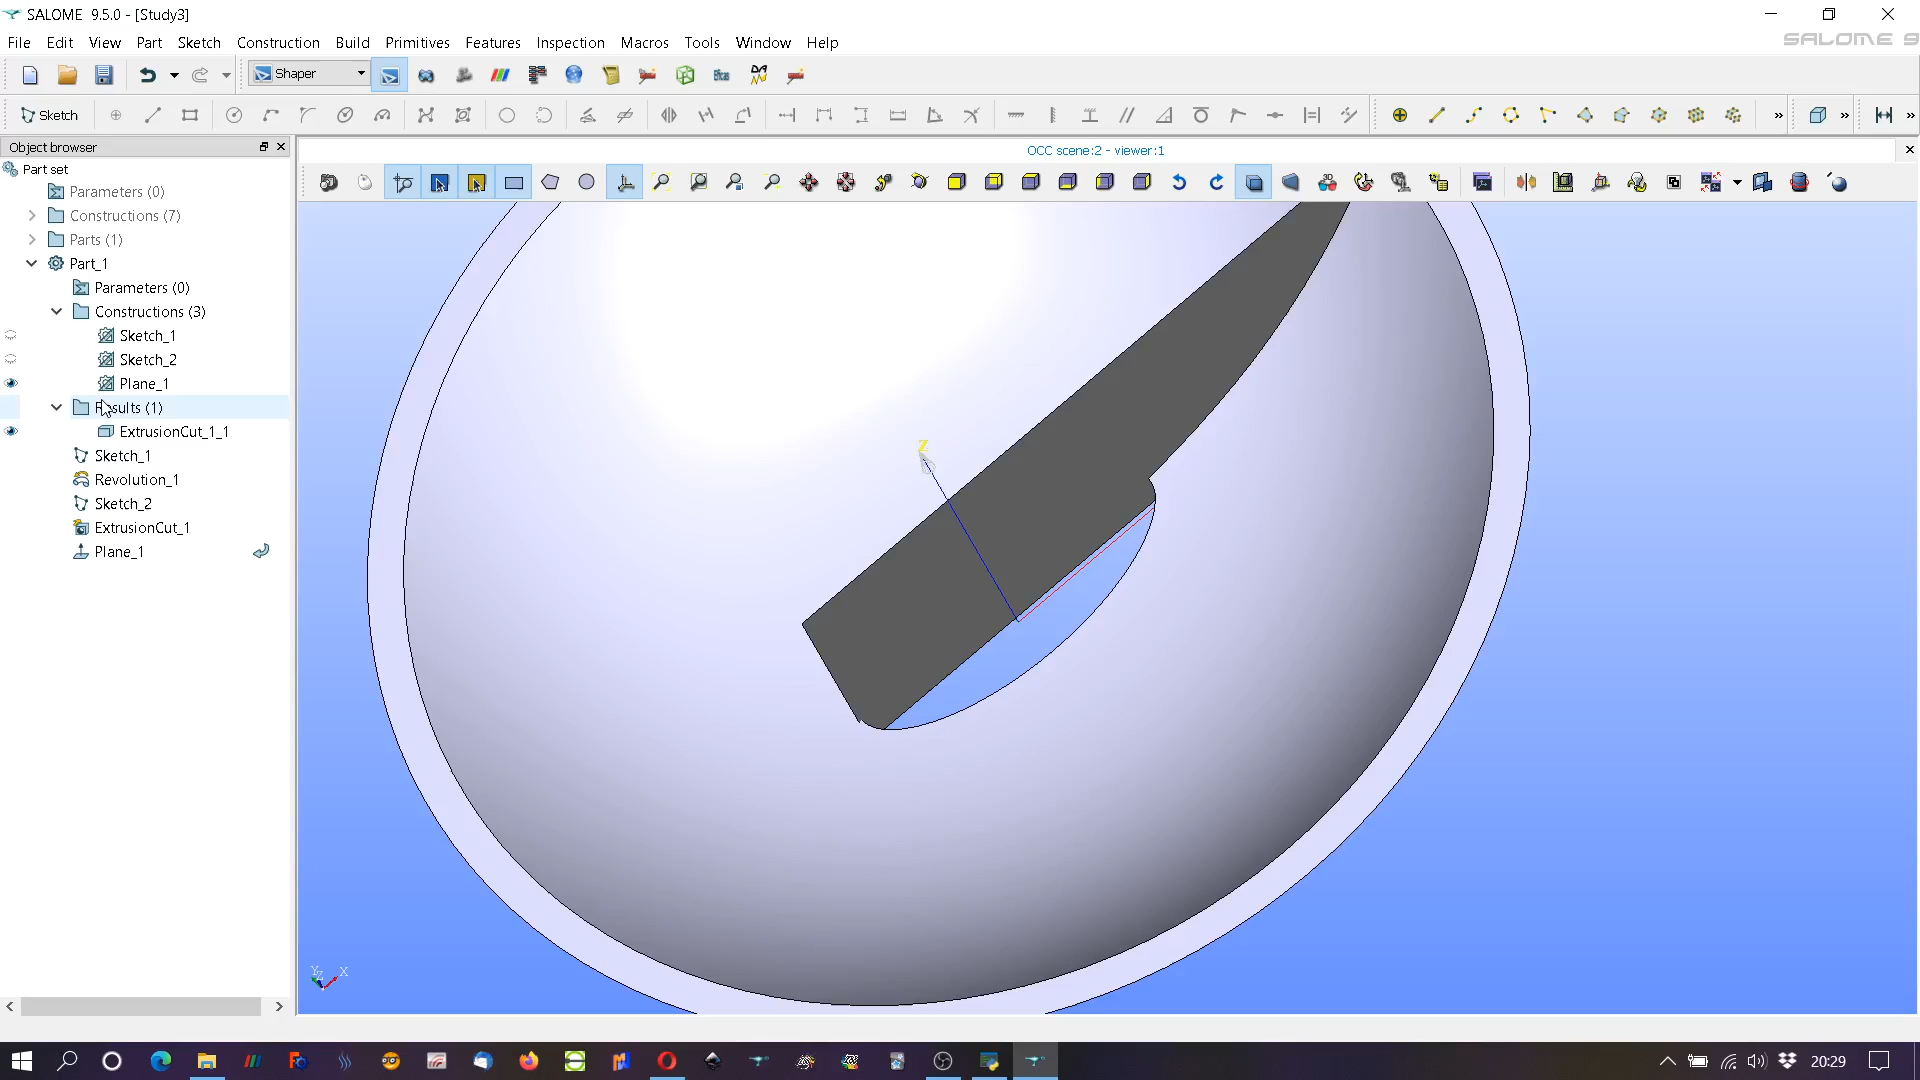 SALOME 9.5.0 - [Study3]
File Edit View Part Sketch Construction Build Primitives Features Inspection Macros Tools Window Help
SALOME 9
Shaper
Eficas
Sketch
Object browser
OCC scene:2 - viewer:1
Part set
Parameters (0)
Constructions (7)
Parts (1)
Part_1
Parameters (0)
Constructions (3)
Sketch_1
Sketch_2
Plane_1
Results (1)
ExtrusionCut_1_1
Sketch_1
Revolution_1
Sketch_2
ExtrusionCut_1
Plane_1
Z
Y
Z
X
20:29